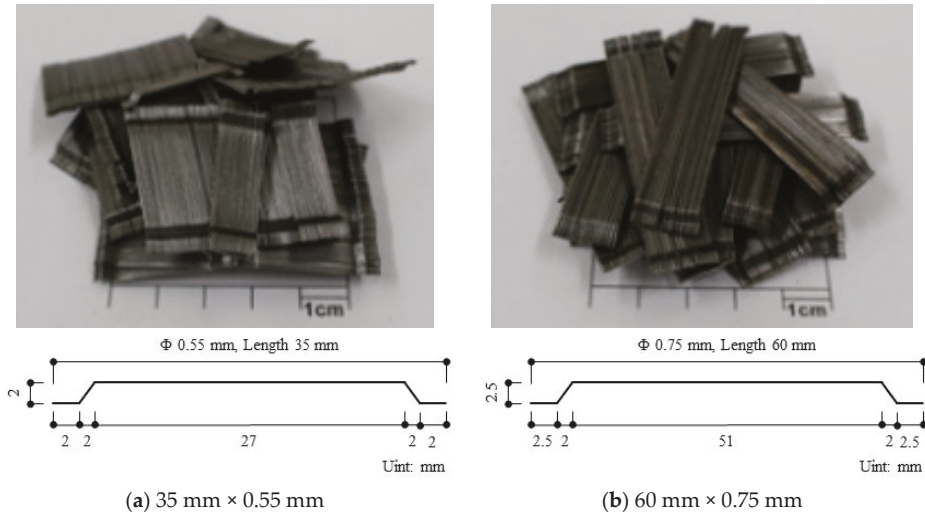 1cm
1cm
Φ 0.55 mm, Length 35 mm
2
2 2 27 2 2
Uint: mm
(a) 35 mm × 0.55 mm
Φ 0.75 mm, Length 60 mm
2.5
2.5 2 51 2 2.5
Uint: mm
(b) 60 mm × 0.75 mm